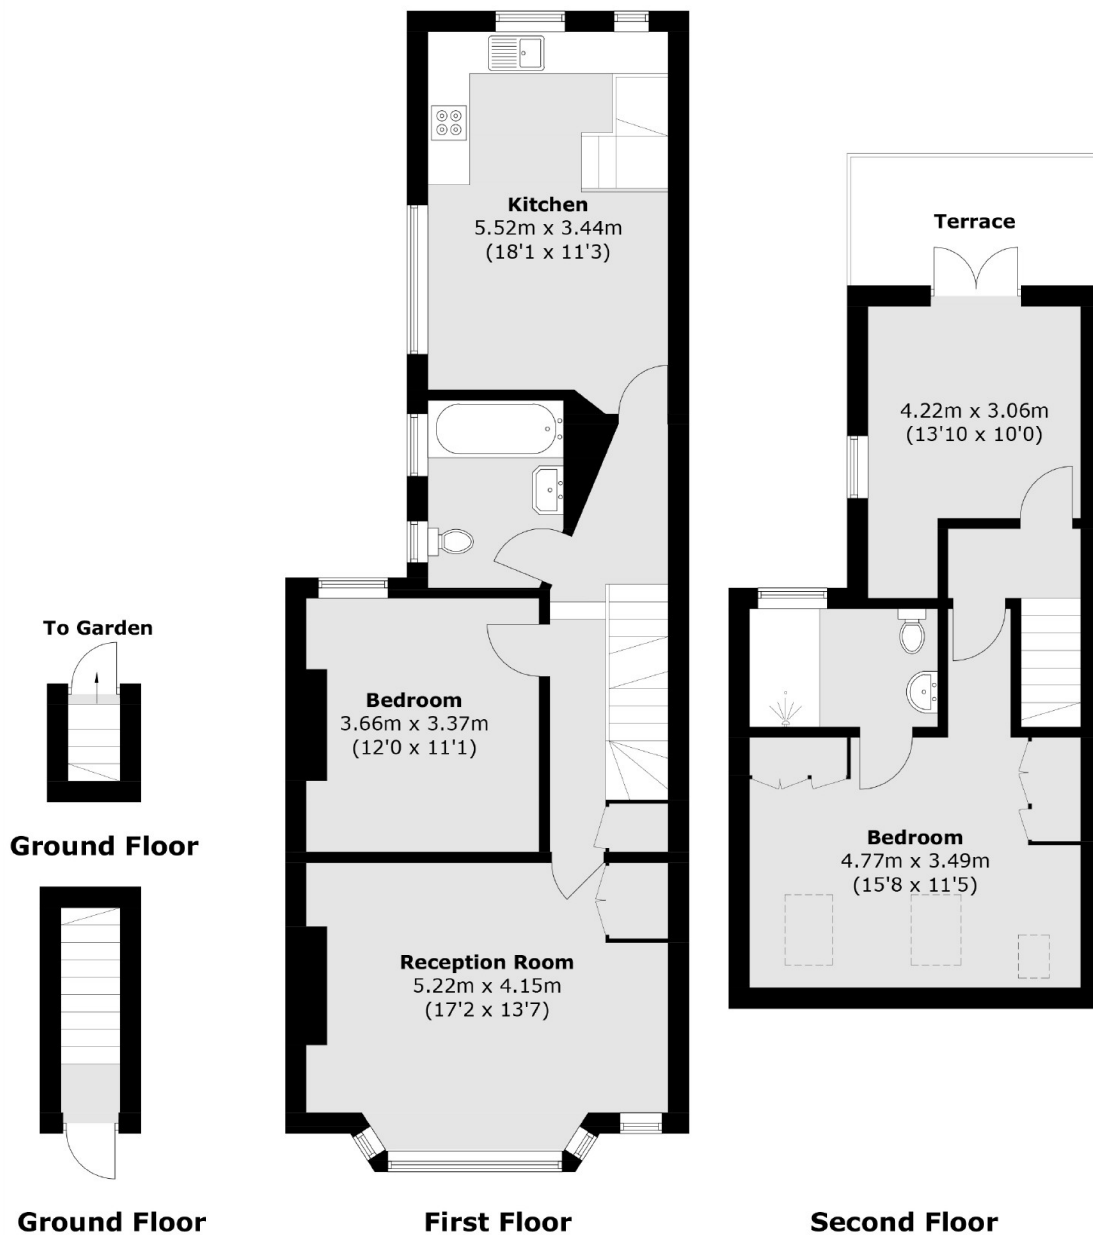 Kitchen
5.52m x 3.44m
(18'1 x 11'3)
Terrace
4.22m x 3.06m
(13'10 x 10'0)
To Garden
Ground Floor
Bedroom
3.66m x 3.37m
(12'0 x 11'1)
Bedroom
4.77m x 3.49m
(15'8 x 11'5)
Reception Room
5.22m x 4.15m
(17'2 x 13'7)
Ground Floor
First Floor
Second Floor